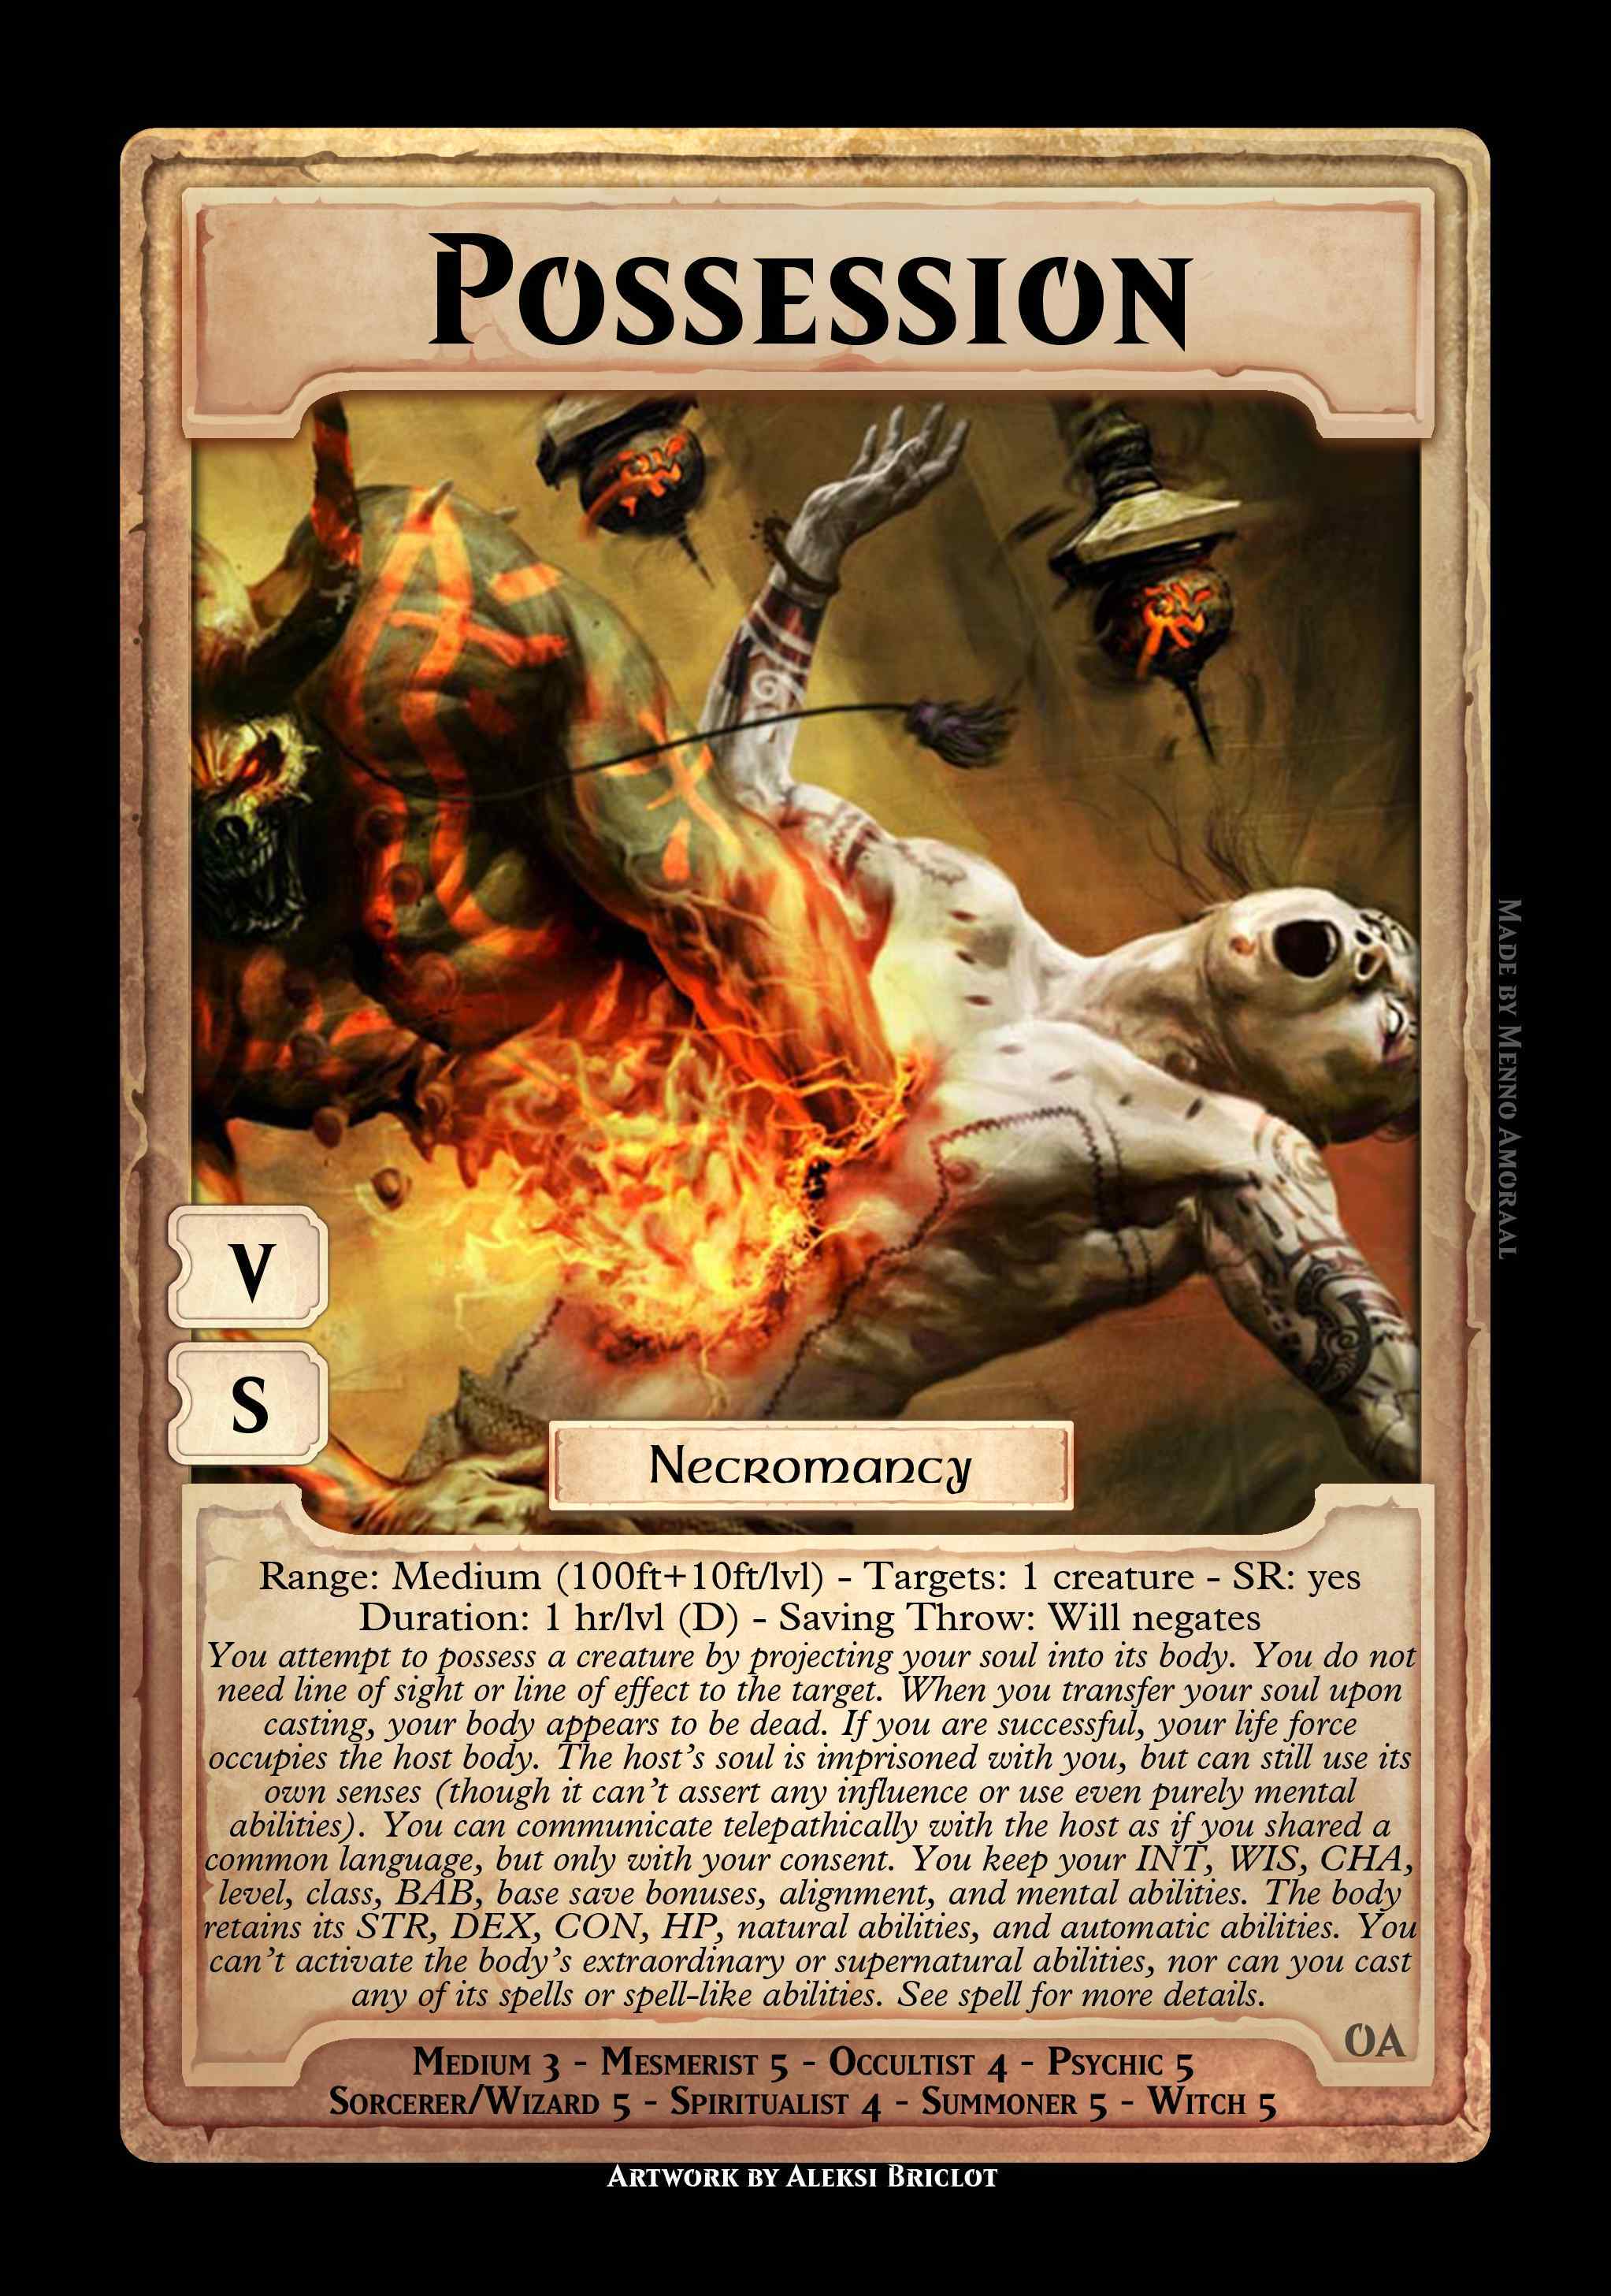 Possession
V
S
Necromancy
Range: Medium (100ft+10ft/lvl) - Targets: 1 creature - SR: yes
Duration: 1 hr/lvl (D) - Saving Throw: Will negates
You attempt to possess a creature by projecting your soul into its body. You do not
need line of sight or line of effect to the target. When you transfer your soul upon
casting, your body appears to be dead. If you are successful, your life force
occupies the host body. The host's soul is imprisoned with you, but can still use its
own senses (though it can't assert any influence or use even purely mental
abilities). You can communicate telepathically with the host as if you shared a
common language, but only with your consent. You keep your INT, WIS, CHA,
level, class, BAB, base save bonuses, alignment, and mental abilities. The body
retains its STR, DEX, CON, HP, natural abilities, and automatic abilities. You
can't activate the body's extraordinary or supernatural abilities, nor can you cast
any of its spells or spell-like abilities. See spell for more details.
OA
Medium 3 - Mesmerist 5 - Occultist 4 - Psychic 5
Sorcerer/Wizard 5 - Spiritualist 4 - Summoner 5 - Witch 5
Artwork by Aleksi Briclot
Made by Menno Amoraal